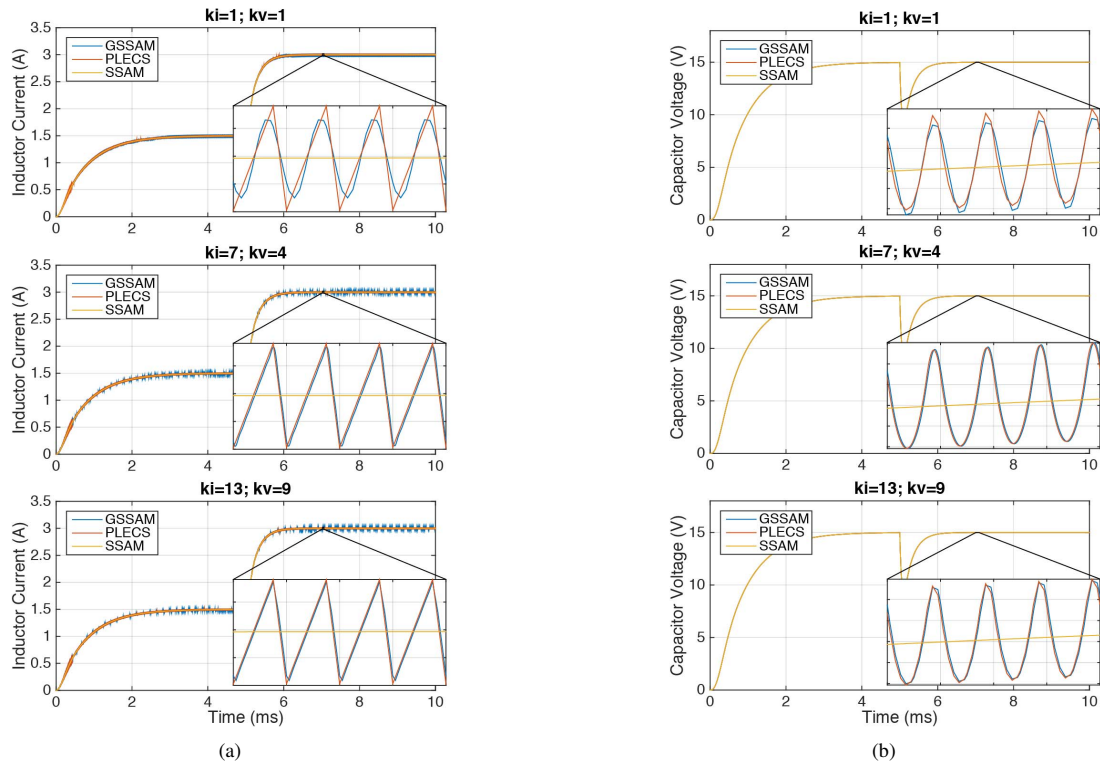 ki=1; kv=1
Inductor Current (A)
3.5
3
2.5
2
1.5
1
0.5
0
GSSAM
PLECS
SSAM
0 2 4 6 8 10
ki=7; kv=4
Inductor Current (A)
3.5
3
2.5
2
1.5
1
0.5
0
GSSAM
PLECS
SSAM
0 2 4 6 8 10
ki=13; kv=9
Inductor Current (A)
3.5
3
2.5
2
1.5
1
0.5
0
GSSAM
PLECS
SSAM
0 2 4 6 8 10
Time (ms)
(a)
ki=1; kv=1
Capacitor Voltage (V)
15
10
5
0
GSSAM
PLECS
SSAM
0 2 4 6 8 10
ki=7; kv=4
Capacitor Voltage (V)
15
10
5
0
GSSAM
PLECS
SSAM
0 2 4 6 8 10
ki=13; kv=9
Capacitor Voltage (V)
15
10
5
0
GSSAM
PLECS
SSAM
0 2 4 6 8 10
Time (ms)
(b)